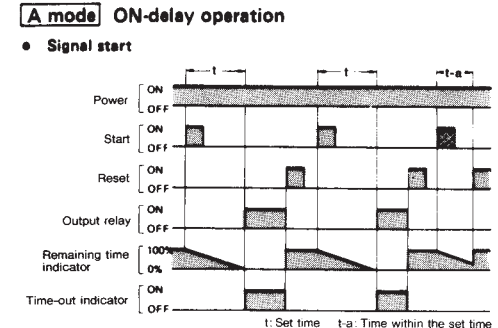 A mode ON-delay operation
• Signal start
t t t-a
Power ON
OFF
Start ON
OFF
Reset ON
OFF
Output relay ON
OFF
Remaining time indicator 100%
0%
Time-out indicator ON
OFF
t: Set time t-a: Time within the set time